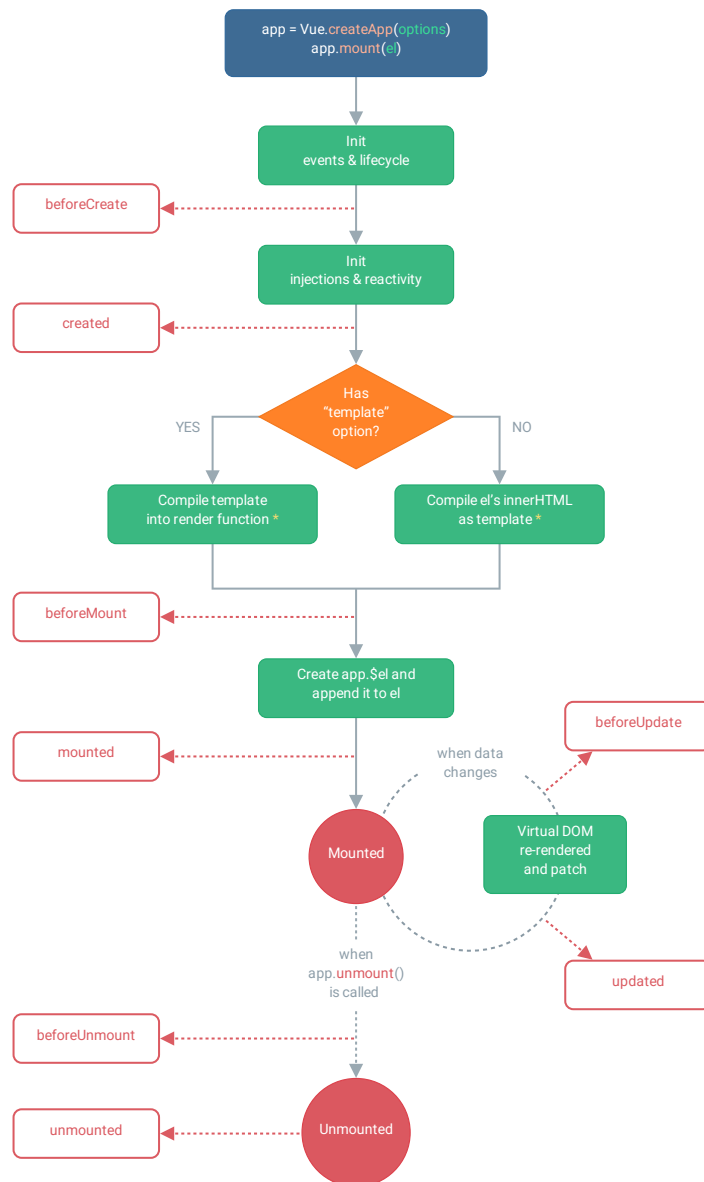 app = Vue.createApp(options)
app.mount(el)
Init
events & lifecycle
beforeCreate
Init
injections & reactivity
created
Has
“template“
option?
YES
NO
Compile template
into render function *
Compile el’s innerHTML
as template *
beforeMount
Create app.$el and
append it to el
mounted
when data
changes
beforeUpdate
Mounted
Virtual DOM
re-rendered
and patch
when
app.unmount()
is called
updated
beforeUnmount
Unmounted
unmounted